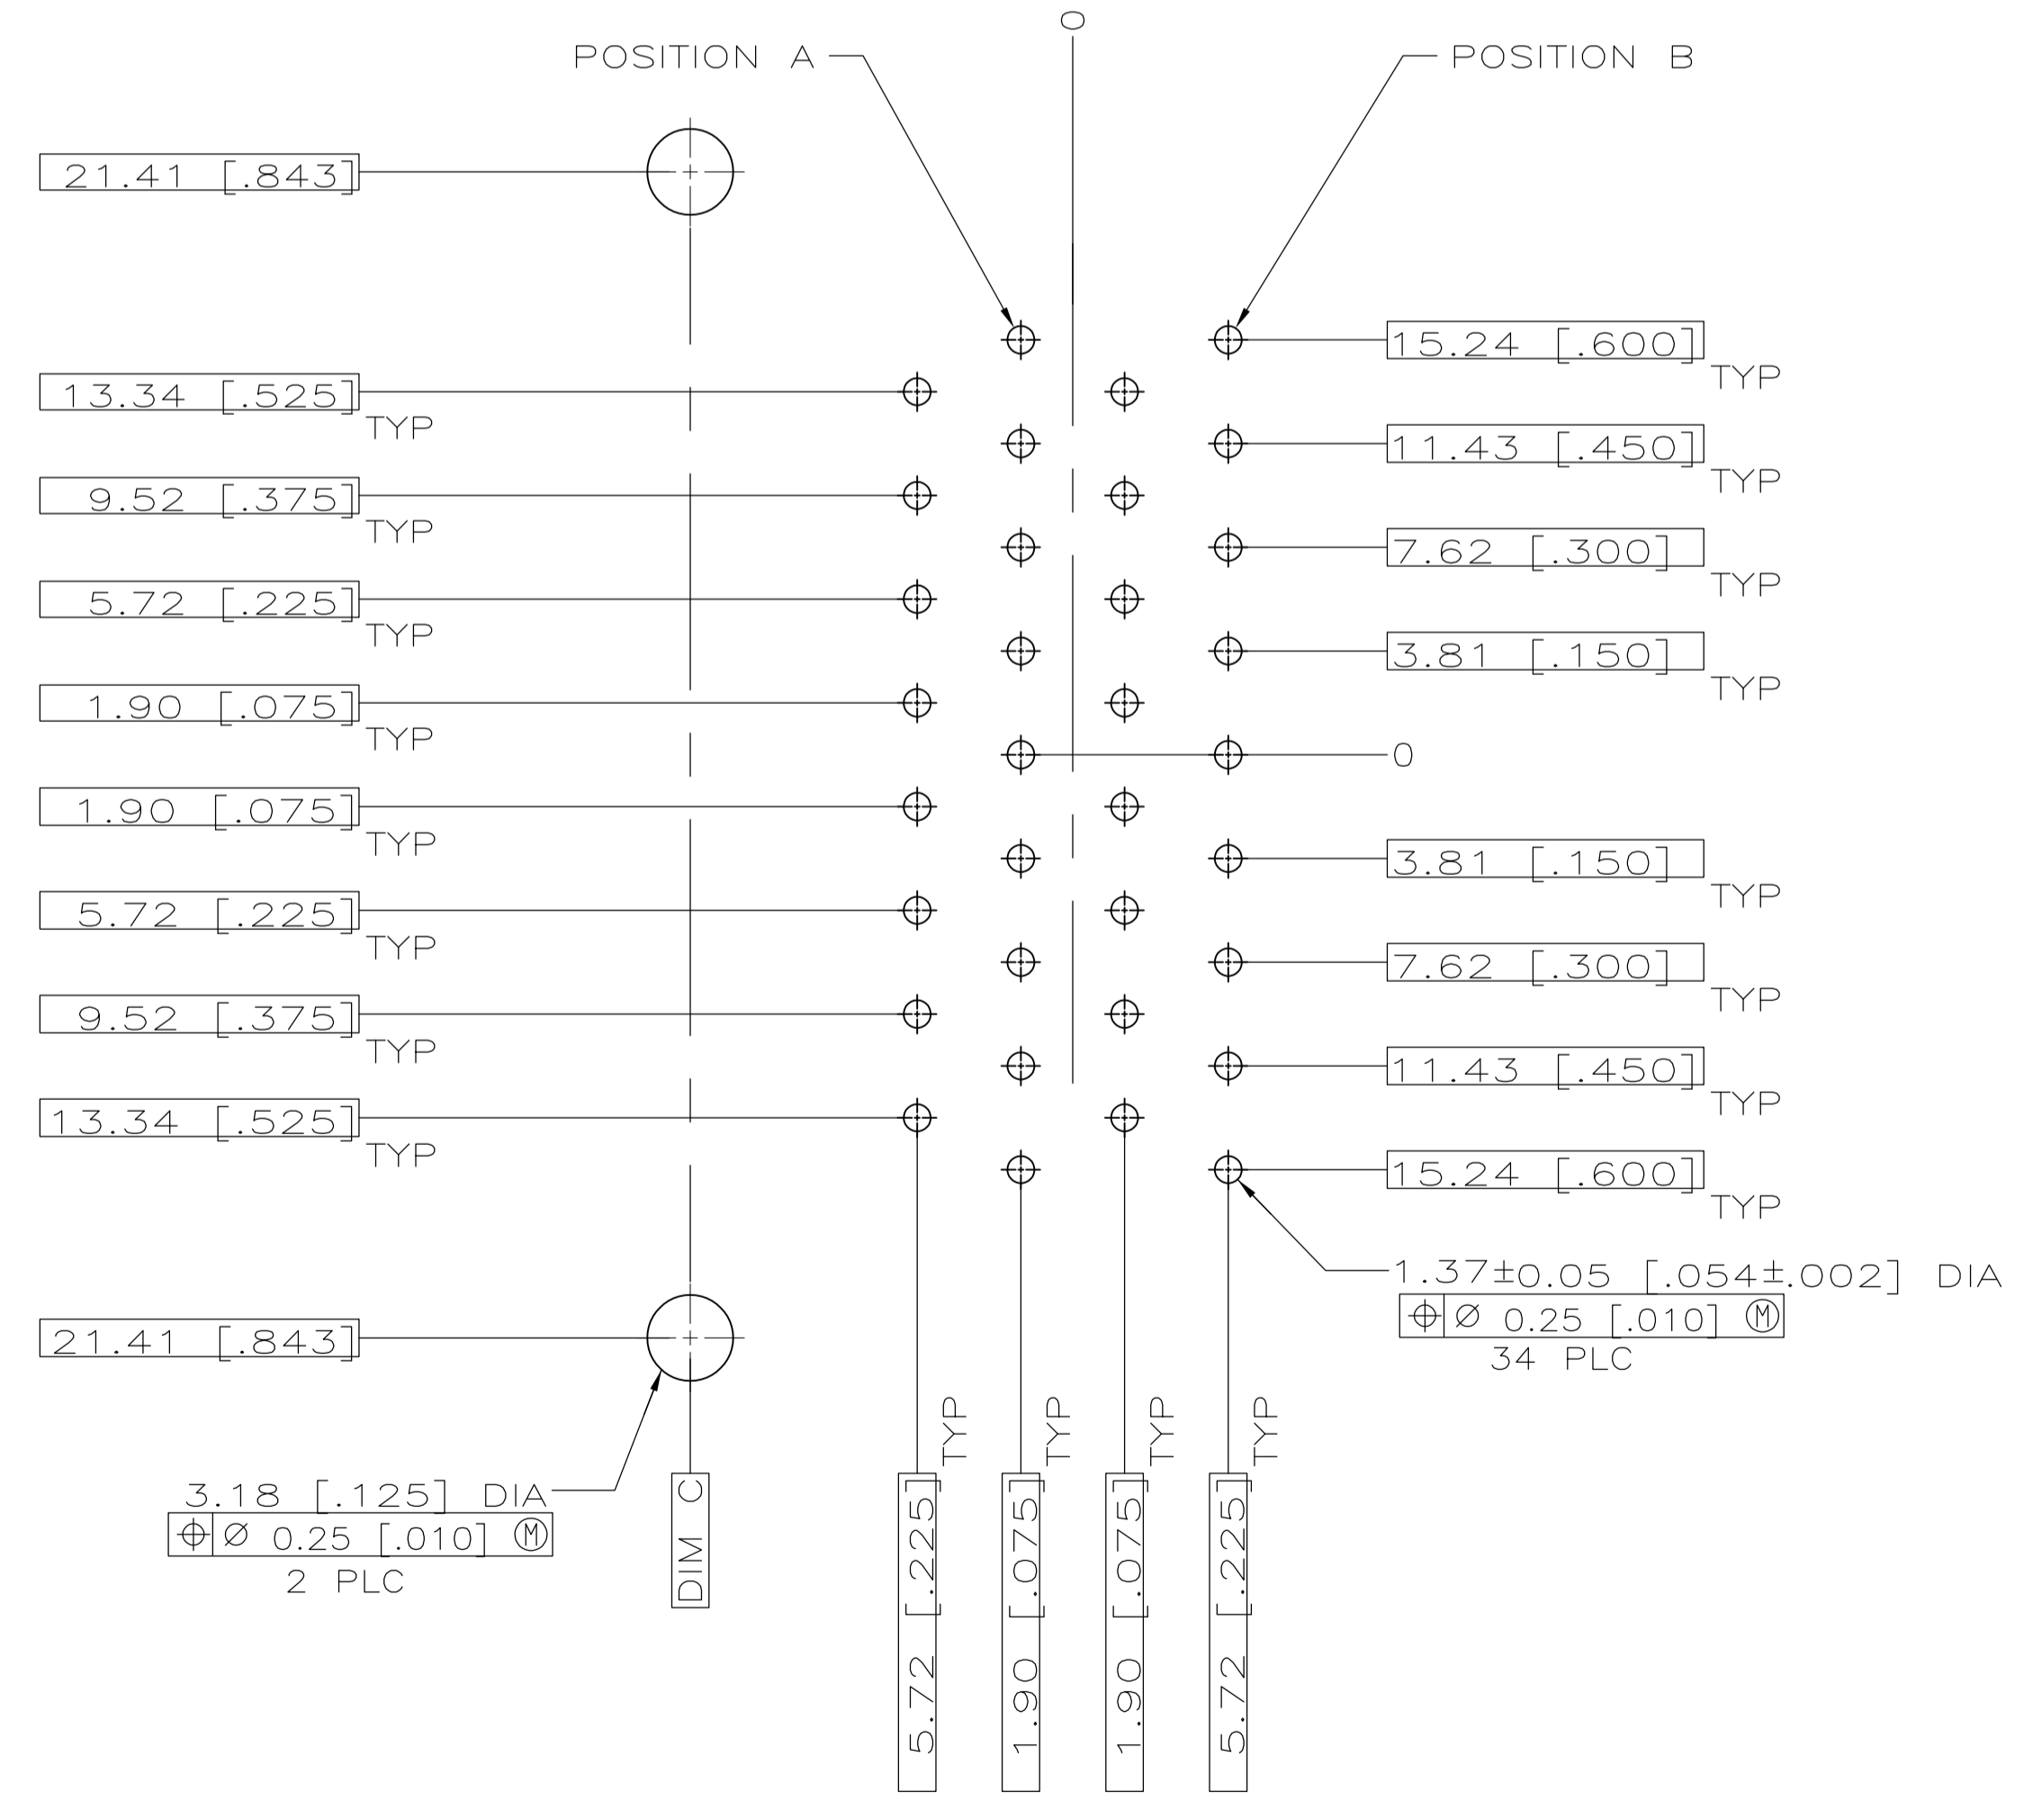 0
POSITION A
POSITION B
21.41 [.843]
15.24 [.600]
TYP
13.34 [.525]
TYP
11.43 [.450]
TYP
9.52 [.375]
TYP
7.62 [.300]
TYP
5.72 [.225]
TYP
3.81 [.150]
TYP
1.90 [.075]
TYP
0
1.90 [.075]
TYP
3.81 [.150]
TYP
5.72 [.225]
TYP
7.62 [.300]
TYP
9.52 [.375]
TYP
11.43 [.450]
TYP
13.34 [.525]
TYP
15.24 [.600]
TYP
1.37±0.05 [.054±.002] DIA
⌖ Ø 0.25 [.010] Ⓜ
34 PLC
21.41 [.843]
3.18 [.125] DIA
⌖ Ø 0.25 [.010] Ⓜ
2 PLC
DIM C
5.72 [.225]
TYP
1.90 [.075]
TYP
1.90 [.075]
TYP
5.72 [.225]
TYP